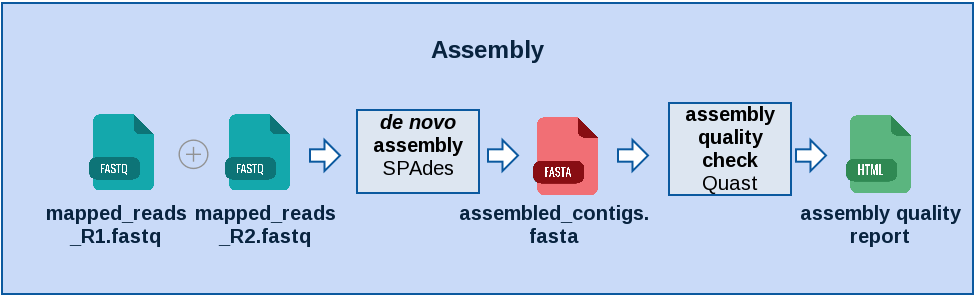 Assembly
FASTQ
mapped_reads
_R1.fastq
FASTQ
mapped_reads
_R2.fastq
de novo
assembly
SPAdes
FASTA
assembled_contigs.
fasta
assembly
quality
check
Quast
HTML
assembly quality
report